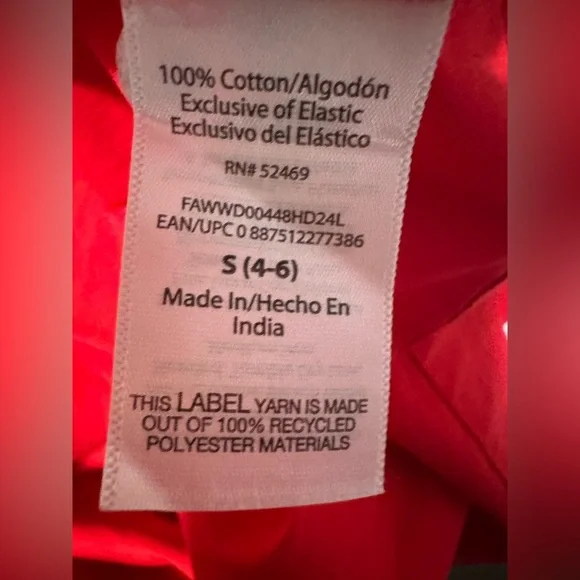 100% Cotton/Algodón
Exclusive of Elastic
Exclusivo del Elástico
RN# 52469
FAWWD00448HD24L
EAN/UPC 0 887512277386
S (4-6)
Made In/Hecho En
India
THIS LABEL YARN IS MADE
OUT OF 100% RECYCLED
POLYESTER MATERIALS